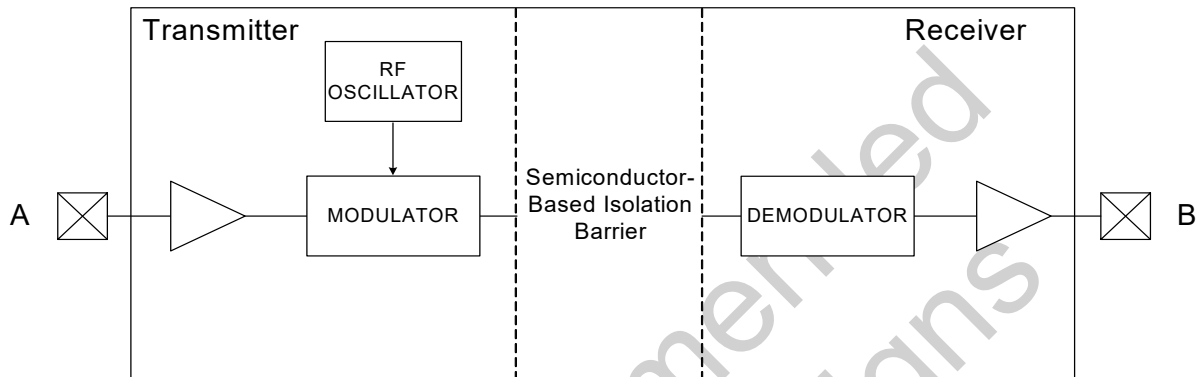 Transmitter
Receiver
RF
OSCILLATOR
A
MODULATOR
Semiconductor-
Based Isolation
Barrier
DEMODULATOR
B